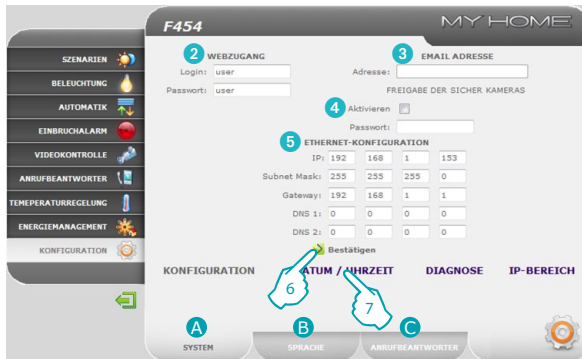 F454
MY HOME
2 WEBZUGANG
Login: user
Passwort: user
3 EMAIL ADRESSE
Adresse:
FREIGABE DER SICHER KAMERAS
4 Aktivieren
Passwort:
5 ETHERNET-KONFIGURATION
IP: 192 168 1 153
Subnet Mask: 255 255 255 0
Gateway: 192 168 1 1
DNS 1: 0 0 0 0
DNS 2: 0 0 0 0
Bestätigen
SZENARIEN
BELEUCHTUNG
AUTOMATIK
EINBRUCHALARM
VIDEOKONTROLLE
ANRUFBEANTWORTER
TEMEPERATURREGELUNG
ENERGIEMANAGEMENT
KONFIGURATION
KONFIGURATION ATUM / UHRZEIT DIAGNOSE IP-BEREICH
6
7
A
SYSTEM
B
SPRACHE
C
ANRUFBEANTWORTER